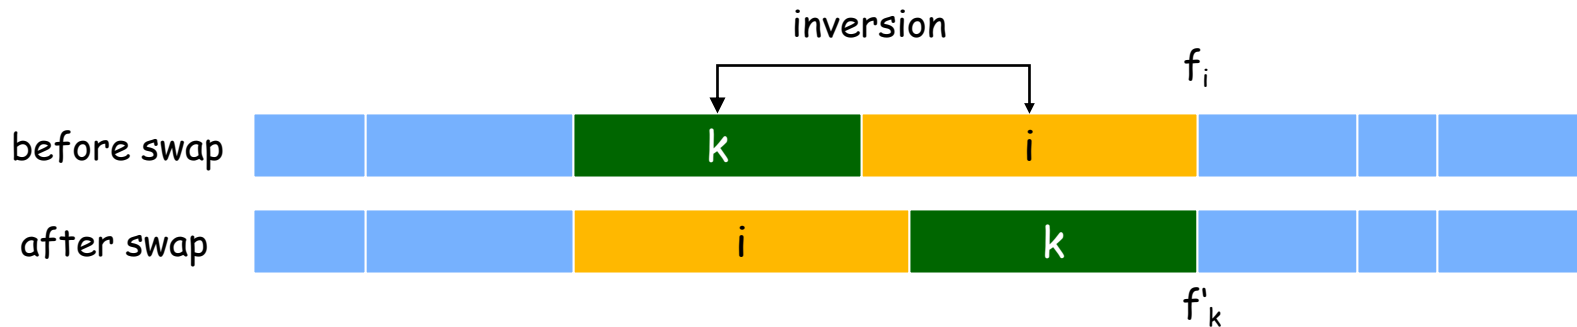 inversion
fi
before swap k i
after swap i k
f'k